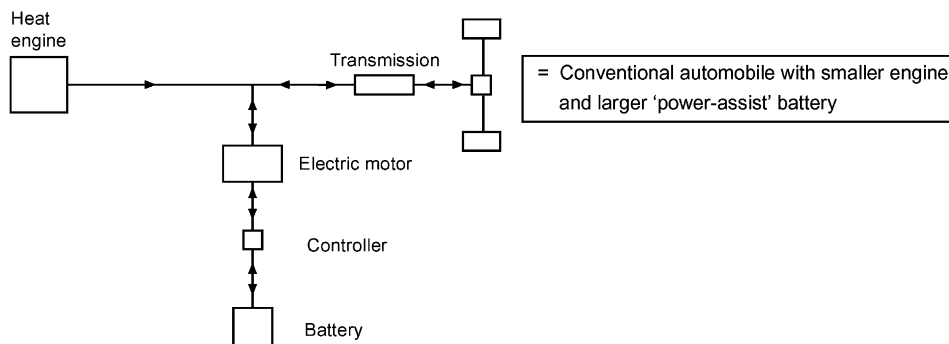 Heat
engine
Transmission
= Conventional automobile with smaller engine
and larger ‘power-assist’ battery
Electric motor
Controller
Battery